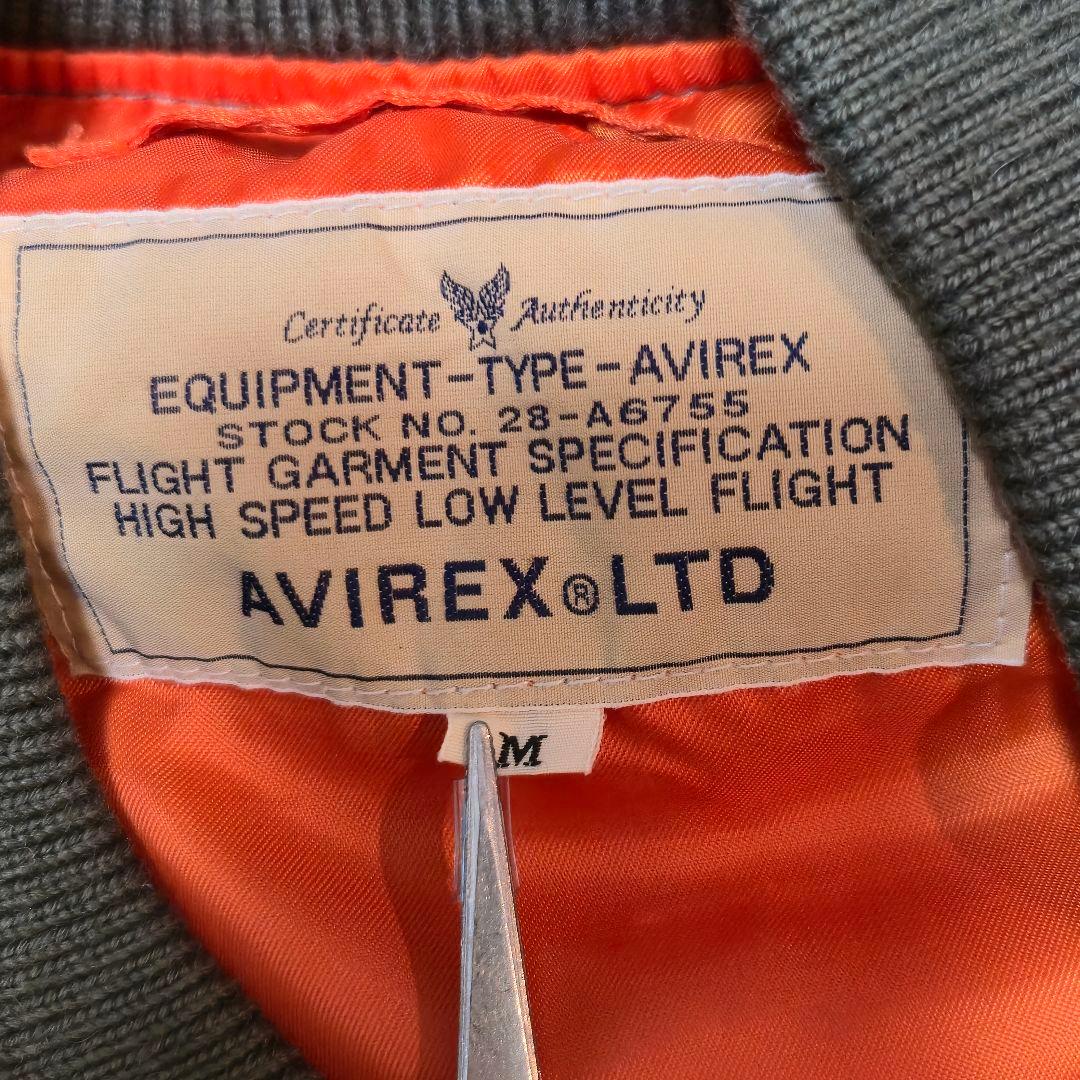 Certificate Authenticity
EQUIPMENT-TYPE-AVIREX
STOCK NO. 28-A6755
FLIGHT GARMENT SPECIFICATION
HIGH SPEED LOW LEVEL FLIGHT
AVIREX®LTD
M